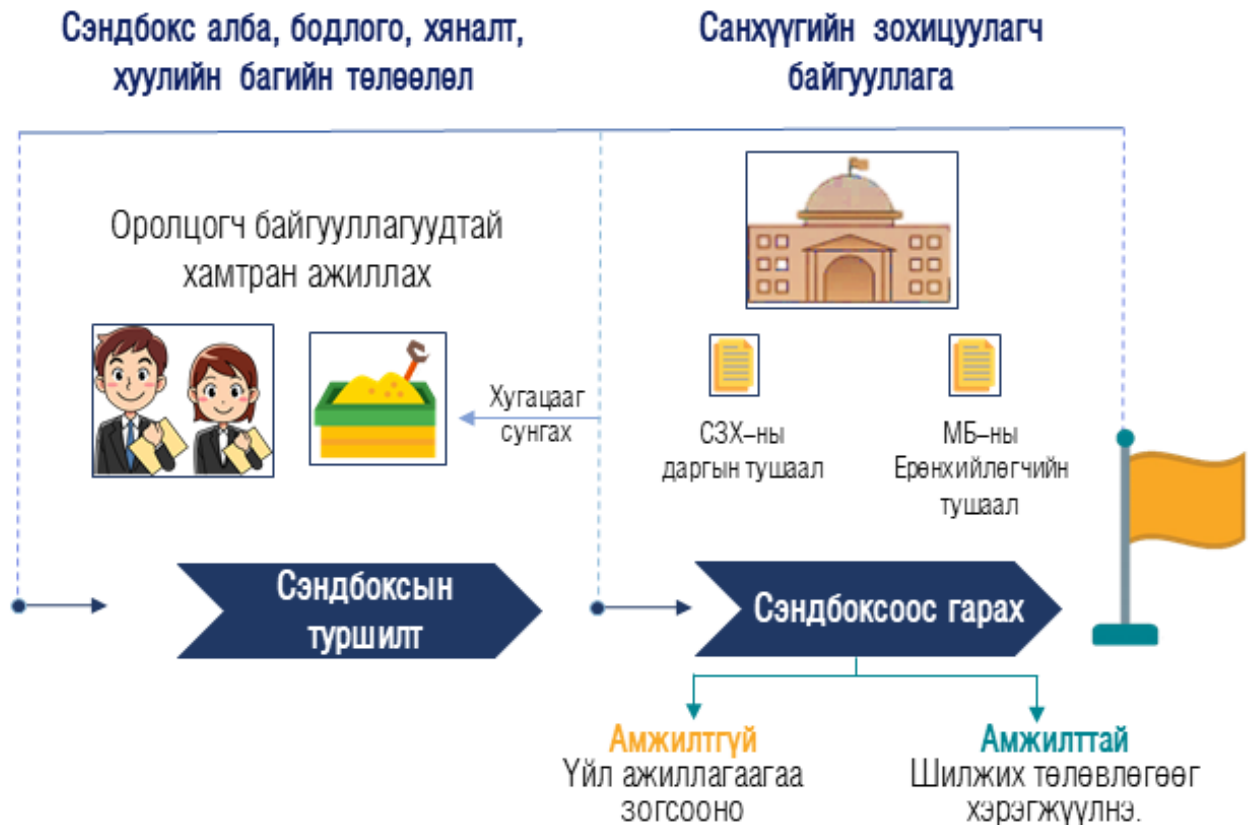 Сэндбокс алба, бодлого, хяналт,
хуулийн багийн төлөөлөл
Санхүүгийн зохицуулагч
байгууллага
Оролцогч байгууллагуудтай
хамтран ажиллах
Хугацааг
сунгах
СЗХ–ны
даргын тушаал
МБ–ны
Ерөнхийлөгчийн
тушаал
Сэндбоксын
туршилт
Сэндбоксоос гарах
Амжилтгүй
Үйл ажиллагаагаа
зогсооно
Амжилттай
Шилжих төлөвлөгөөг
хэрэгжүүлнэ.